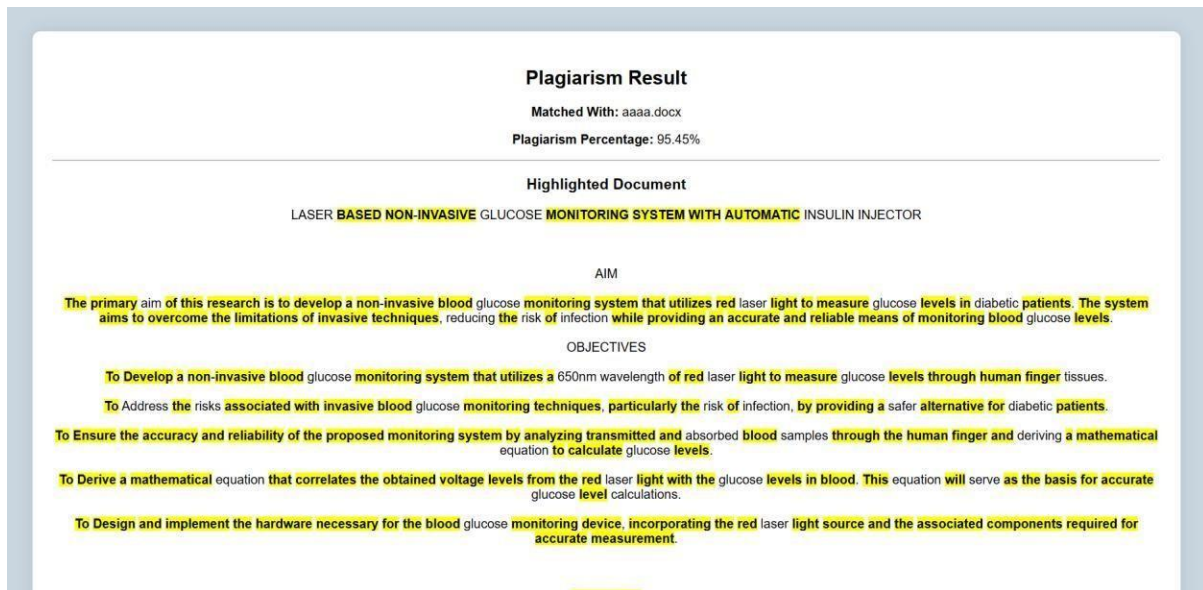 Plagiarism Result
Matched With: aaaa.docx
Plagiarism Percentage: 95.45%
Highlighted Document
LASER BASED NON-INVASIVE GLUCOSE MONITORING SYSTEM WITH AUTOMATIC INSULIN INJECTOR
AIM
The primary aim of this research is to develop a non-invasive blood glucose monitoring system that utilizes red laser light to measure glucose levels in diabetic patients. The system
aims to overcome the limitations of invasive techniques, reducing the risk of infection while providing an accurate and reliable means of monitoring blood glucose levels.
OBJECTIVES
To Develop a non-invasive blood glucose monitoring system that utilizes a 650nm wavelength of red laser light to measure glucose levels through human finger tissues.
To Address the risks associated with invasive blood glucose monitoring techniques, particularly the risk of infection, by providing a safer alternative for diabetic patients.
To Ensure the accuracy and reliability of the proposed monitoring system by analyzing transmitted and absorbed blood samples through the human finger and deriving a mathematical
equation to calculate glucose levels.
To Derive a mathematical equation that correlates the obtained voltage levels from the red laser light with the glucose levels in blood. This equation will serve as the basis for accurate
glucose level calculations.
To Design and implement the hardware necessary for the blood glucose monitoring device, incorporating the red laser light source and the associated components required for
accurate measurement.